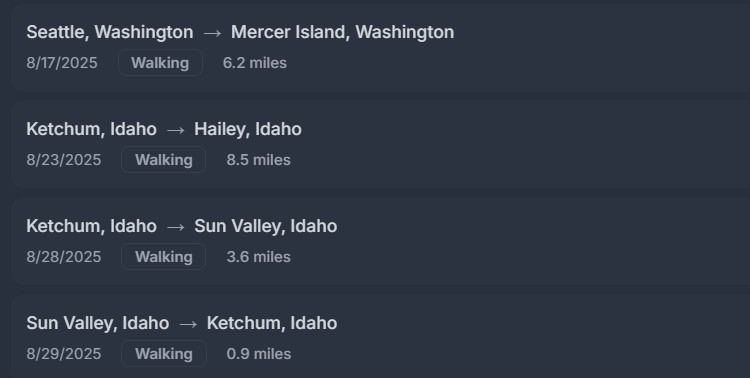 Seattle, Washington → Mercer Island, Washington
8/17/2025 Walking 6.2 miles
Ketchum, Idaho → Hailey, Idaho
8/23/2025 Walking 8.5 miles
Ketchum, Idaho → Sun Valley, Idaho
8/28/2025 Walking 3.6 miles
Sun Valley, Idaho → Ketchum, Idaho
8/29/2025 Walking 0.9 miles